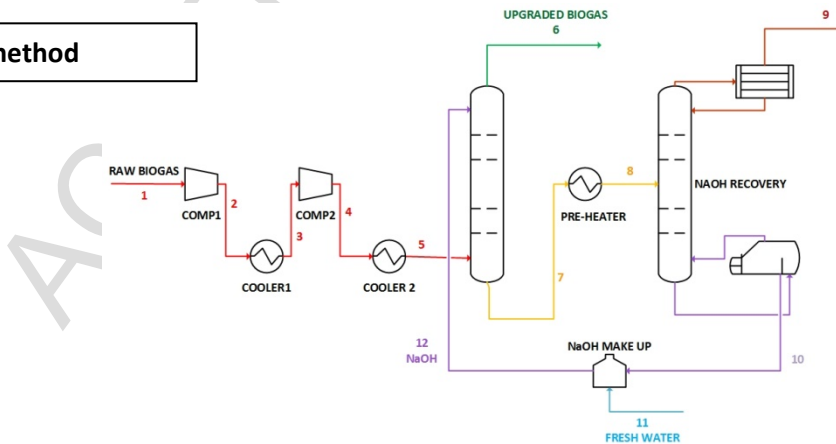 nethod
UPGRADED BIOGAS
6
9
RAW BIOGAS
1
COMP1
2
COOLER1
3
COMP2
4
COOLER 2
5
7
PRE-HEATER
8
NAOH RECOVERY
12
NaOH
NaOH MAKE UP
10
11
FRESH WATER